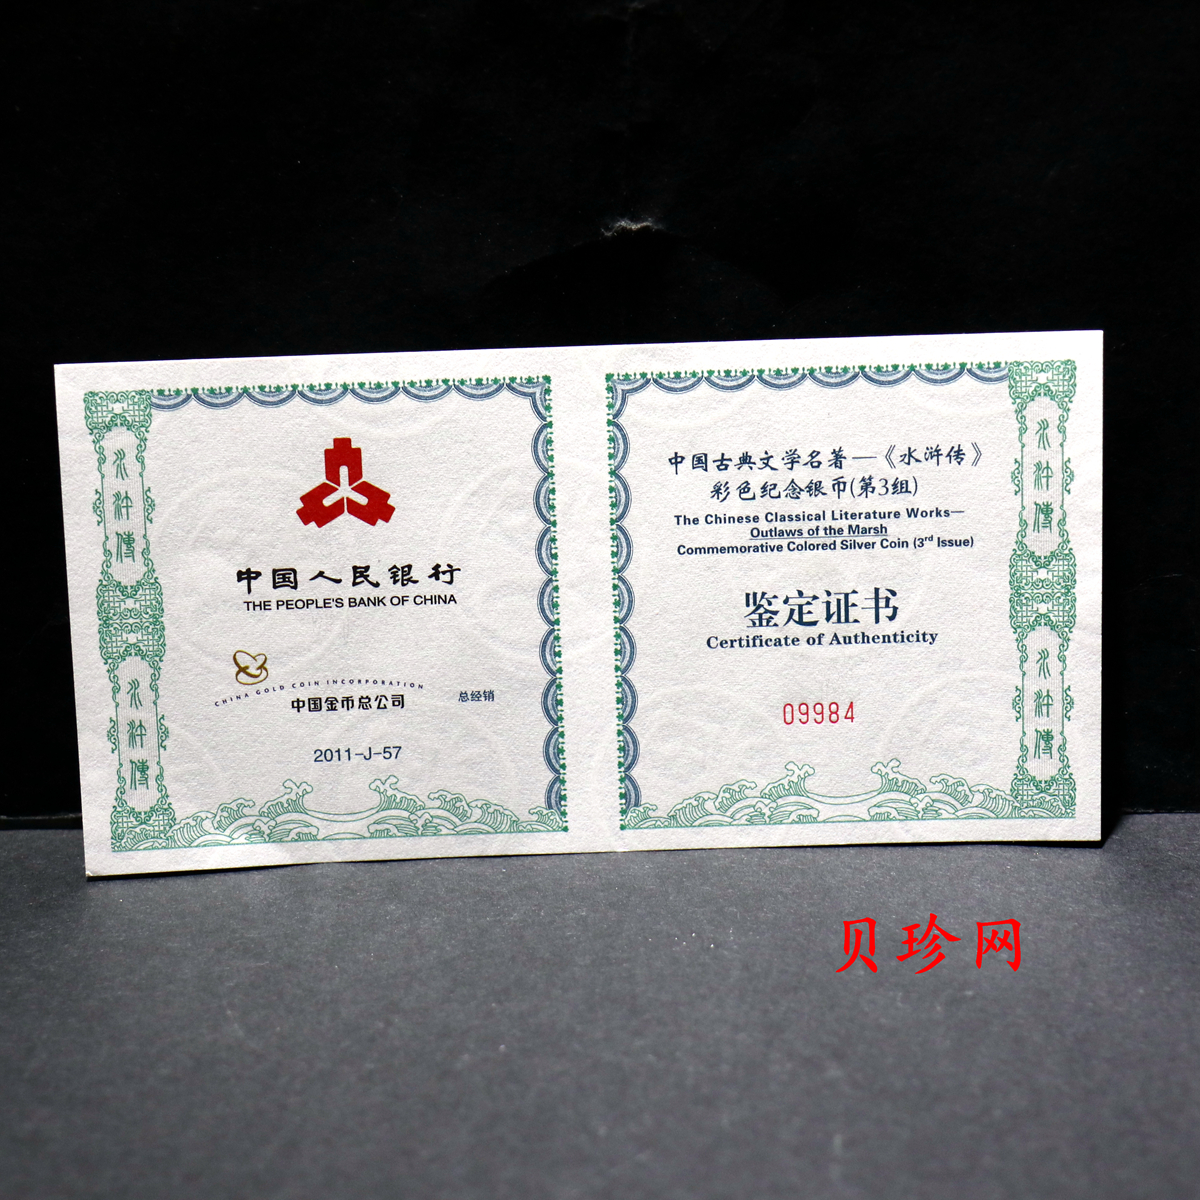 水滸傳
水滸傳
中国人民银行
THE PEOPLE'S BANK OF CHINA
CHINA GOLD COIN INCORPORATION
中国金币总公司
总经销
2011-J-57
中国古典文学名著—《水浒传》
彩色纪念银币(第3组)
The Chinese Classical Literature Works—
Outlaws of the Marsh
Commemorative Colored Silver Coin (3rd Issue)
鉴定证书
Certificate of Authenticity
09984
水滸傳
水滸傳
贝珍网